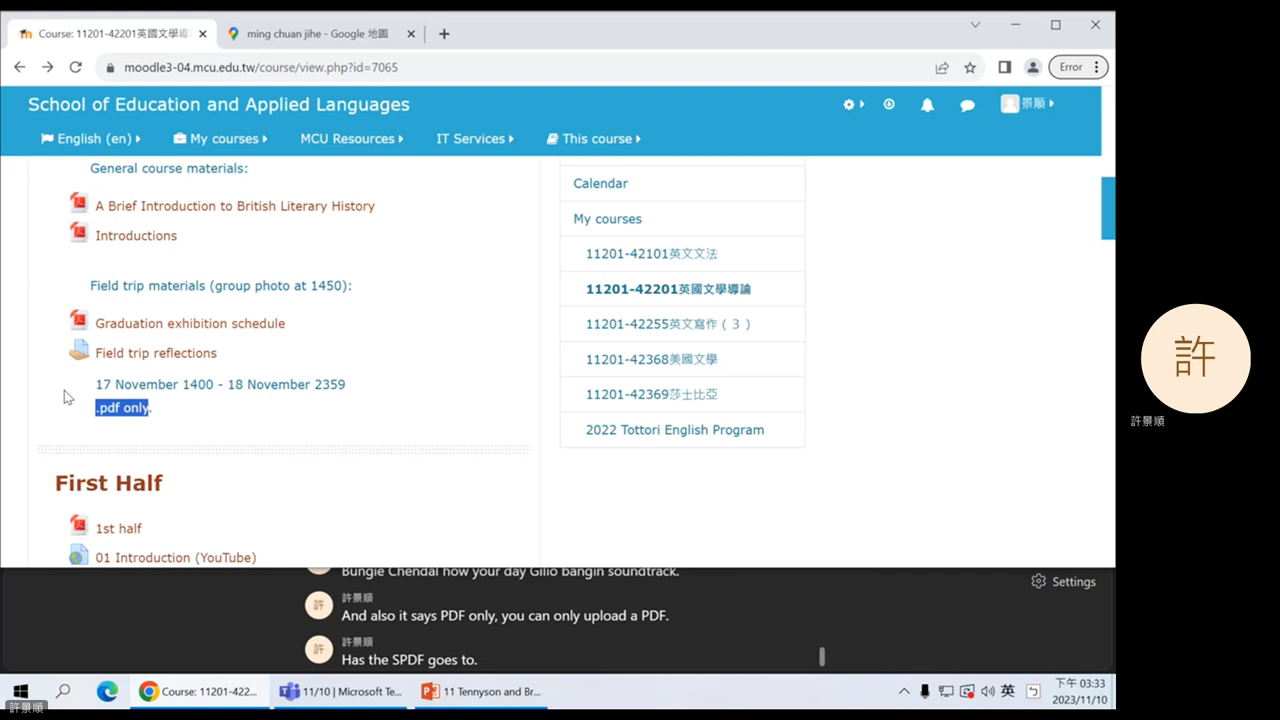 Course: 11201-42201英國文學導
ming chuan jihe - Google 地圖
moodle3-04.mcu.edu.tw/course/view.php?id=7065
Error
School of Education and Applied Languages
景順
English (en)
My courses
MCU Resources
IT Services
This course
General course materials:
A Brief Introduction to British Literary History
Introductions
Field trip materials (group photo at 1450):
Graduation exhibition schedule
Field trip reflections
17 November 1400 - 18 November 2359
.pdf only.
First Half
1st half
01 Introduction (YouTube)
Calendar
My courses
11201-42101英文文法
11201-42201英國文學導論
11201-42255英文寫作（3）
11201-42368美國文學
11201-42369莎士比亞
2022 Tottori English Program
許
許景順
Bungie Chendal how your day Gilio bangin soundtrack.
許
許景順
And also it says PDF only, you can only upload a PDF.
許
許景順
Has the SPDF goes to.
Settings
Course: 11201-422...
11/10 | Microsoft Te...
11 Tennyson and Br...
英
下午 03:33
2023/11/10
許景順